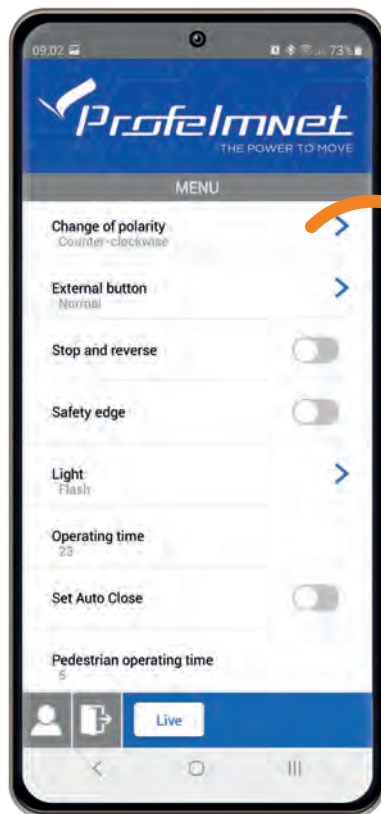 09:02 73%
Profelmnet
THE POWER TO MOVE
MENU
Change of polarity
Counter-clockwise
External button
Normal
Stop and reverse
Safety edge
Light
Flash
Operating time
23
Set Auto Close
Pedestrian operating time
5
Live